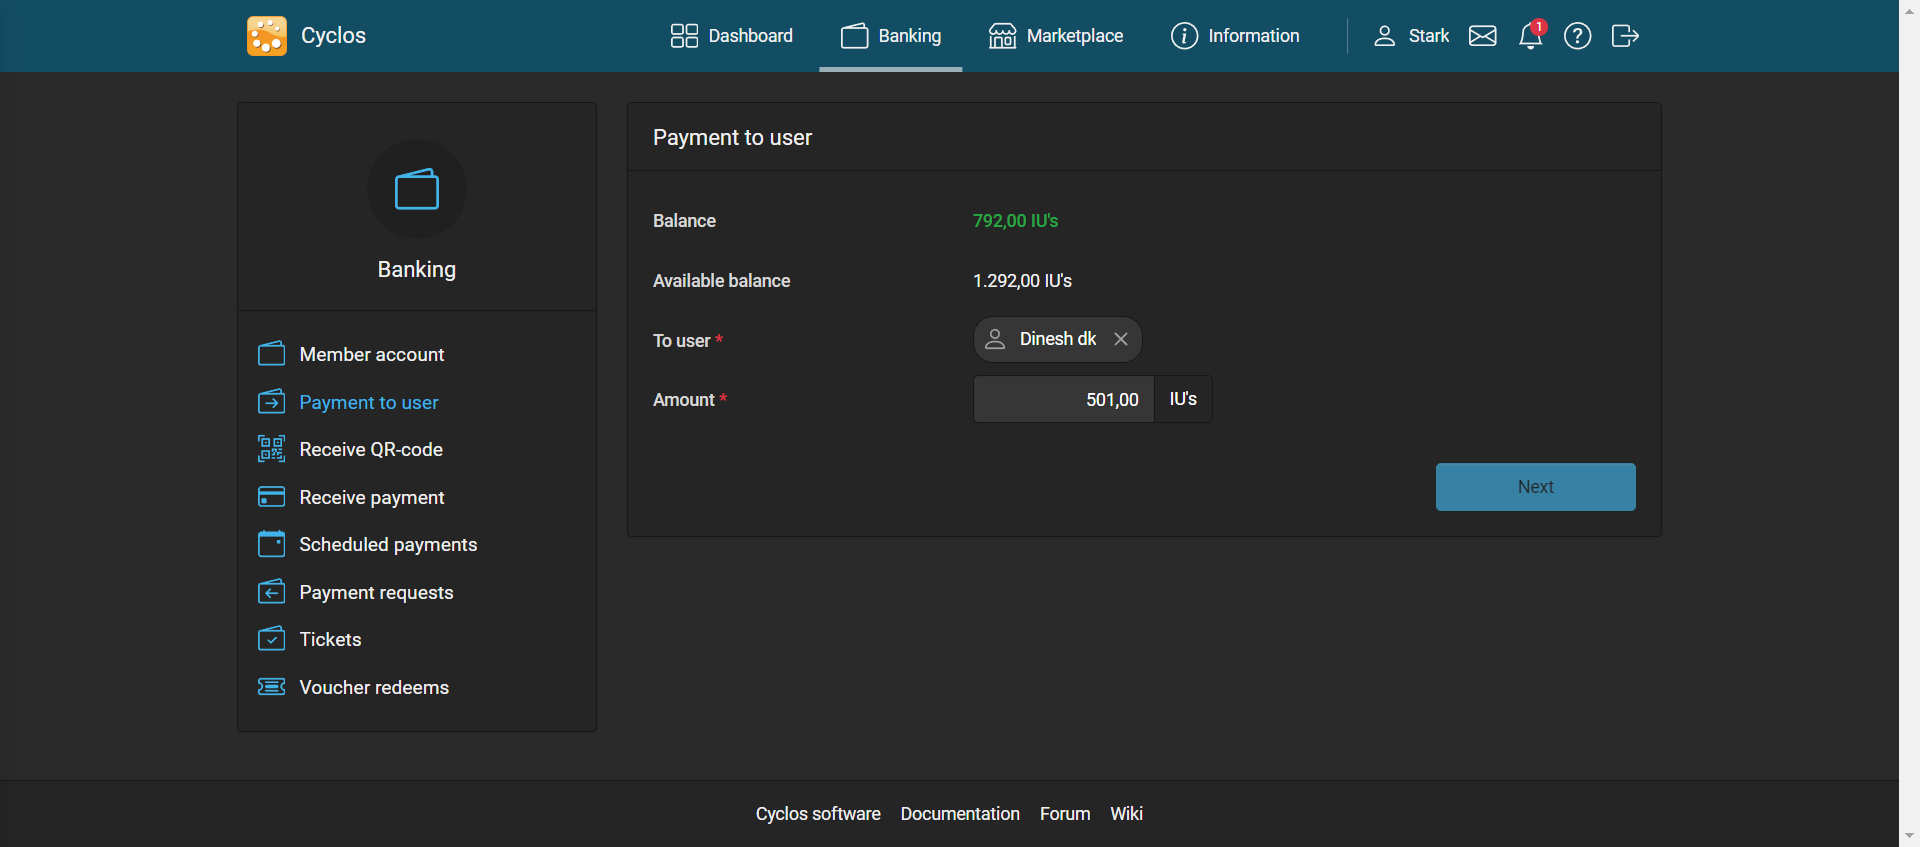 Cyclos
Dashboard
Banking
Marketplace
Information
Stark
1
Banking
Member account
Payment to user
Receive QR-code
Receive payment
Scheduled payments
Payment requests
Tickets
Voucher redeems
Payment to user
Balance 792,00 IU's
Available balance 1.292,00 IU's
To user * Dinesh dk
Amount * 501,00 IU's
Next
Cyclos software Documentation Forum Wiki